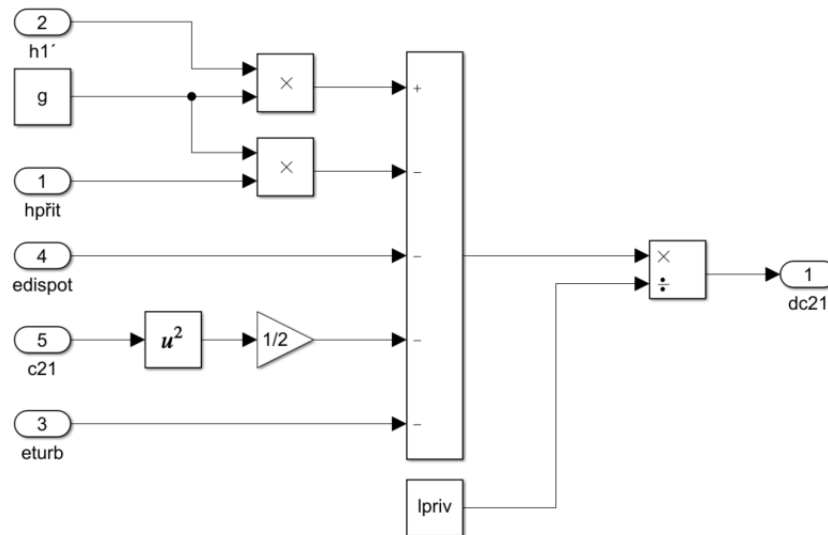 2
h1´
g
×
×
1
hpřit
4
edispot
5
c21
u²
1/2
3
eturb
+
−
−
−
−
lpriv
×
÷
1
dc21